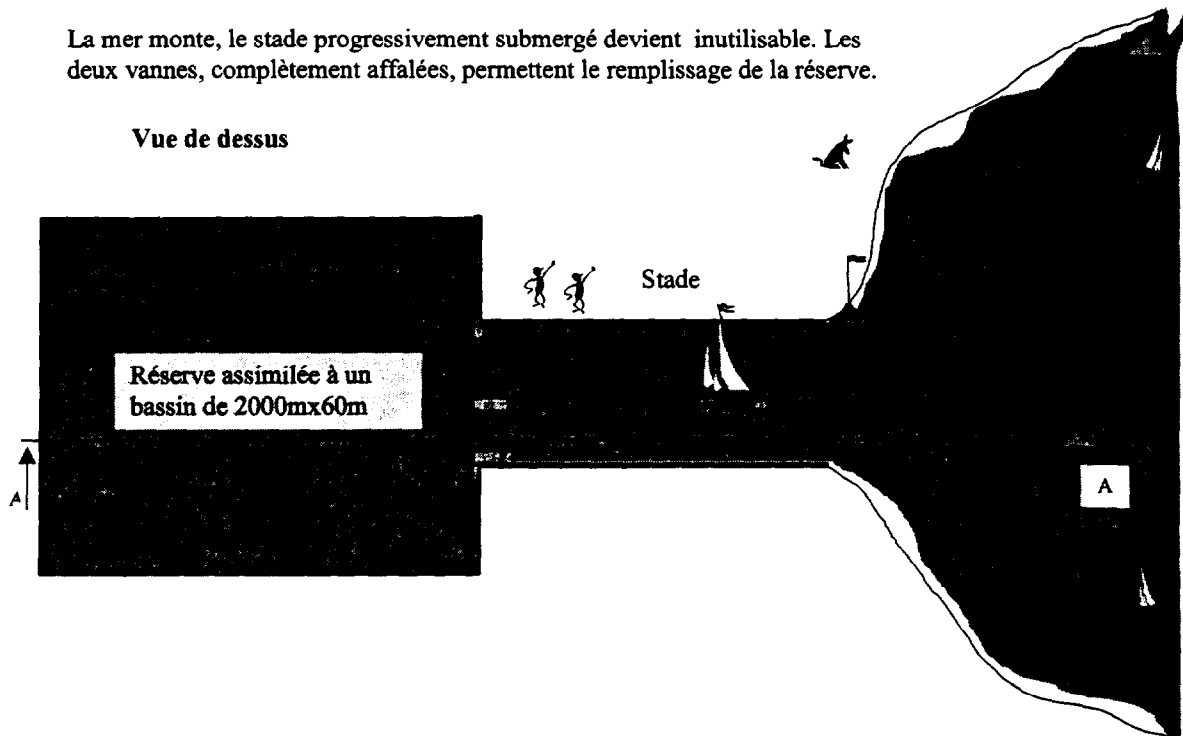 La mer monte, le stade progressivement submergé devient inutilisable. Les
deux vannes, complètement affalées, permettent le remplissage de la réserve.
Vue de dessus
Stade
Réserve assimilée à un
bassin de 2000mx60m
A
A